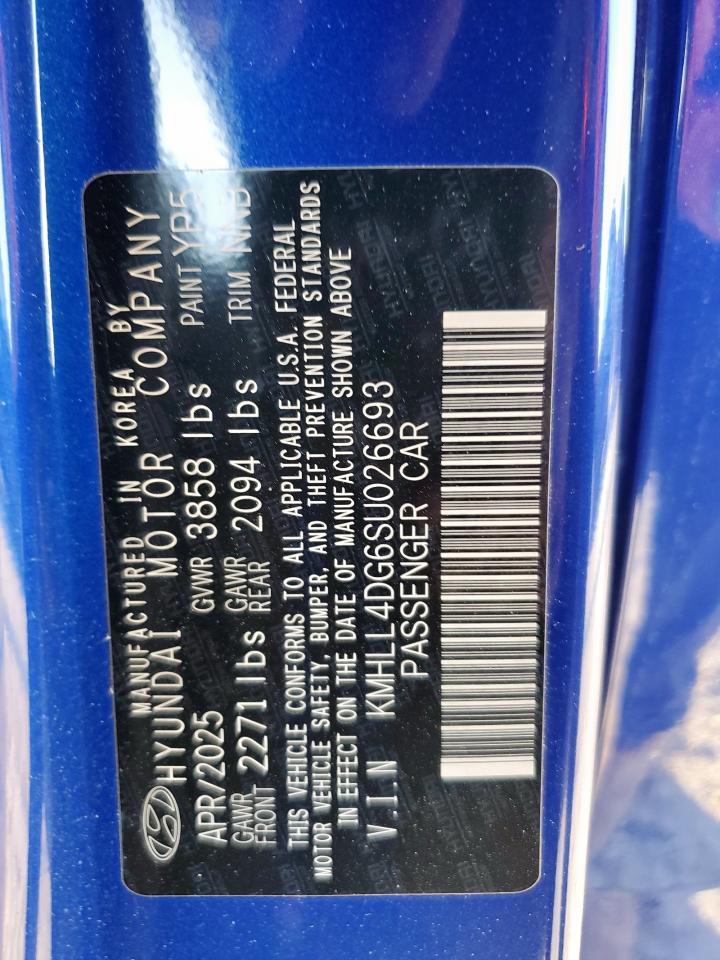 MANUFACTURED IN KOREA BY
HYUNDAI MOTOR COMPANY
APR/2025 GVWR 3858 lbs PAINT YP5
GAWR FRONT 2271 lbs GAWR REAR 2094 lbs TRIM NNB
THIS VEHICLE CONFORMS TO ALL APPLICABLE U.S.A. FEDERAL
MOTOR VEHICLE SAFETY, BUMPER, AND THEFT PREVENTION STANDARDS
IN EFFECT ON THE DATE OF MANUFACTURE SHOWN ABOVE
V.I.N KMHLL4DG6SU026693
PASSENGER CAR